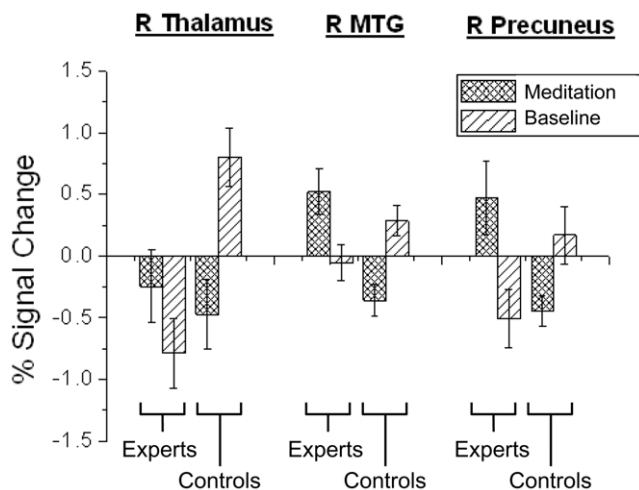 R Thalamus R MTG R Precuneus
1.5
1.0
0.5
0.0
-0.5
-1.0
-1.5
% Signal Change
Meditation
Baseline
Experts Experts Experts
Controls Controls Controls